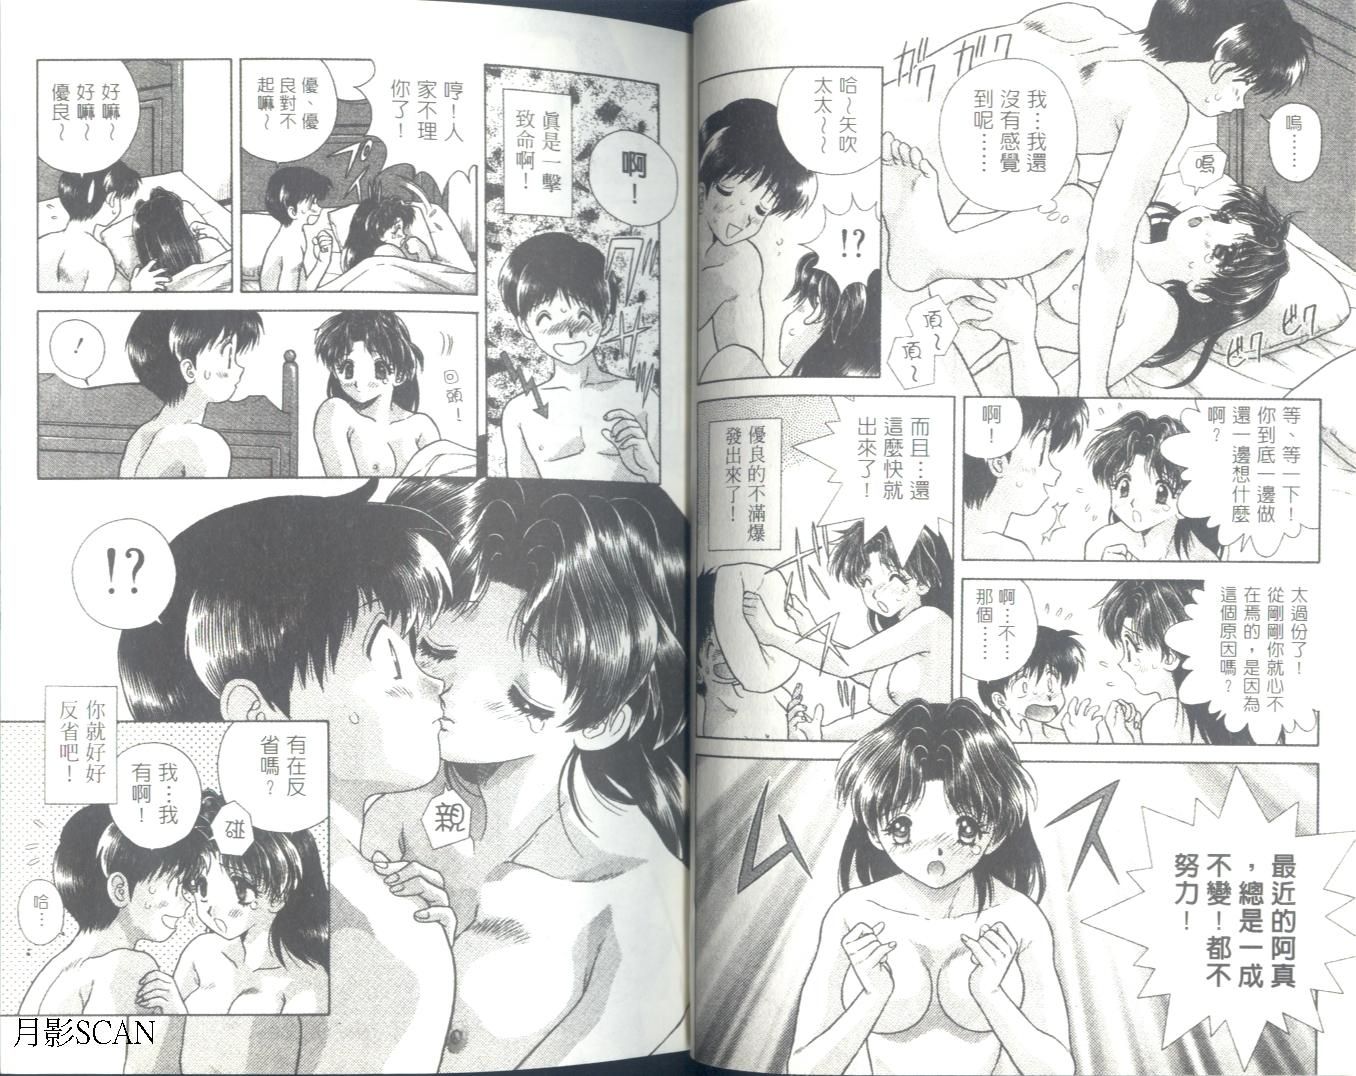 嗚……
我…我還
沒有感覺
到呢……
嗚
ガク
ガク
ガク
頂～
頂～
ビク
ビク
哈～矢吹
太太～～
!?
等、等一下！
你到底一邊做
還一邊想什麼
啊？
啊！
太過份了！
從剛剛你就心不
在焉的，是因為
這個原因嗎？
啊…不…
那個……
而且…還
這麼快就
出來了！
優良的不滿爆
發出來了！
最近的阿真
，總是一成
不變！都不
努力！
ムス
啊！
真是一擊
致命啊！
哼！人
家不理
你了！
プイ
優、優
良對不
起嘛～
好嘛～
好嘛～
優良～
回頭！
！
!?
親
你就好好
反省吧！
有在反
省嗎？
碰
我…我
有啊！
哈…
月影SCAN